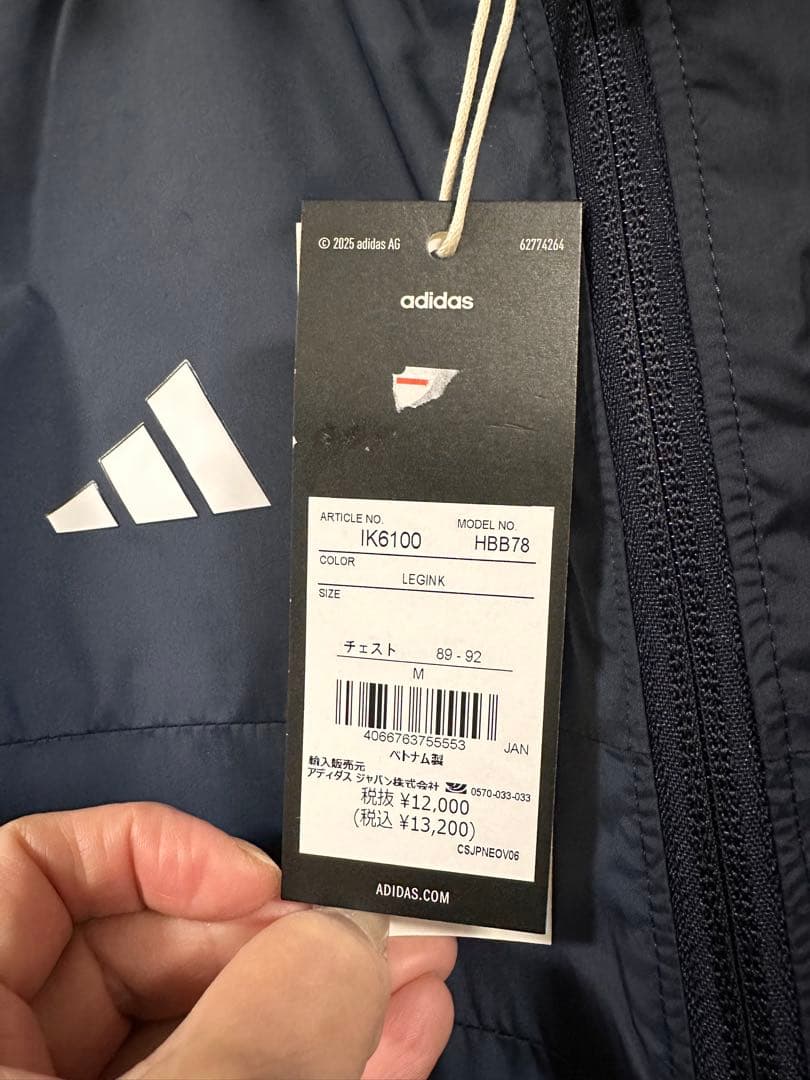 © 2025 adidas AG 62774264
adidas
ARTICLE NO. MODEL NO.
IK6100 HBB78
COLOR
LEGINK
SIZE
チェスト 89 - 92
M
4066763755553 JAN
ベトナム製
輸入販売元
アディダス ジャパン株式会社 0570-033-033
税抜 ¥12,000
(税込 ¥13,200)
CSJPNEOV06
ADIDAS.COM